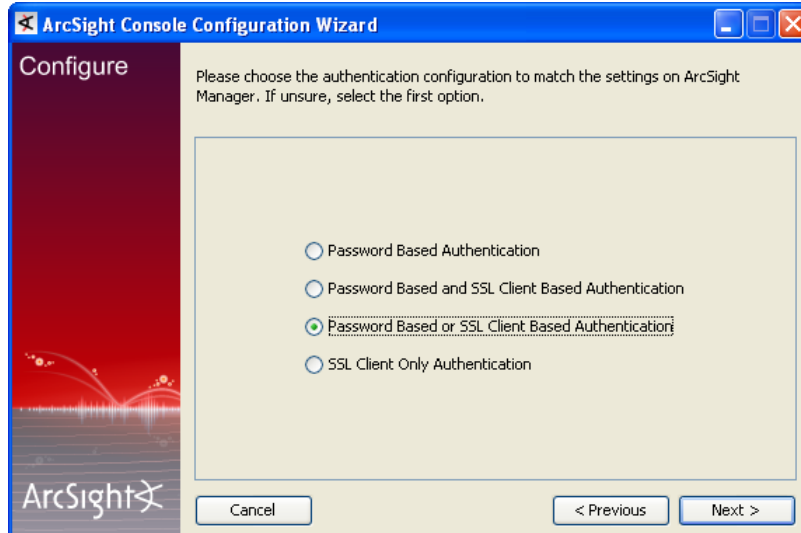 ArcSight Console Configuration Wizard
Configure
Please choose the authentication configuration to match the settings on ArcSight
Manager. If unsure, select the first option.
Password Based Authentication
Password Based and SSL Client Based Authentication
Password Based or SSL Client Based Authentication
SSL Client Only Authentication
ArcSight
Cancel
< Previous
Next >